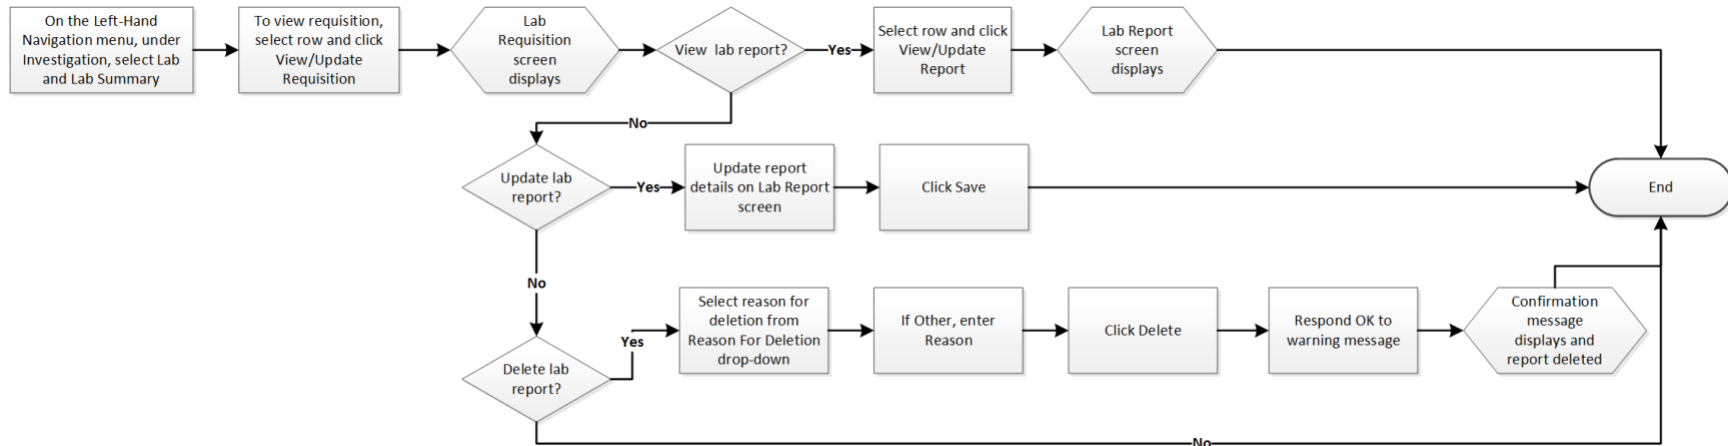 On the Left-Hand
Navigation menu, under
Investigation, select Lab
and Lab Summary
To view requisition,
select row and click
View/Update
Requisition
Lab
Requisition
screen
displays
View lab report?
Yes
Select row and click
View/Update
Report
Lab Report
screen
displays
No
Update lab
report?
Yes
Update report
details on Lab Report
screen
Click Save
End
No
Delete lab
report?
Yes
Select reason for
deletion from
Reason For Deletion
drop-down
If Other, enter
Reason
Click Delete
Respond OK to
warning message
Confirmation
message
displays and
report deleted
No